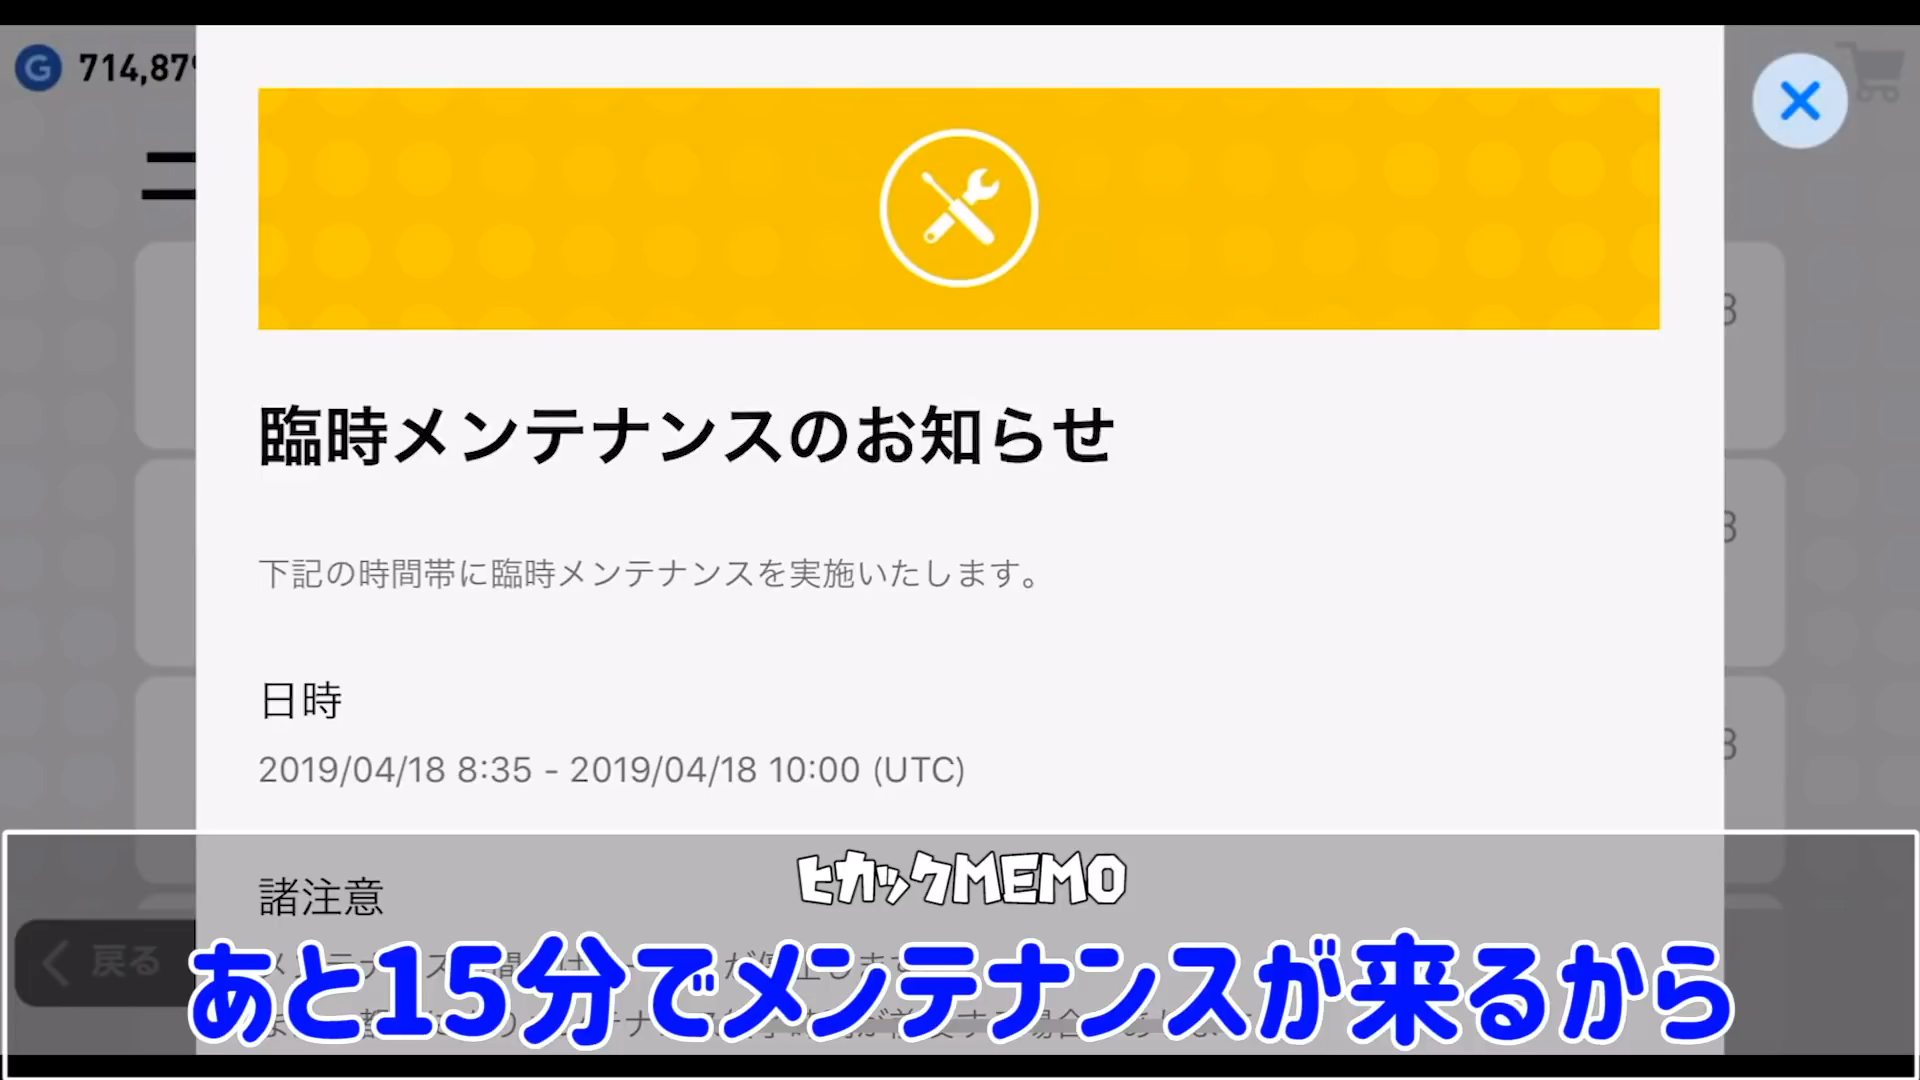 714,87
臨時メンテナンスのお知らせ
下記の時間帯に臨時メンテナンスを実施いたします。
日時
2019/04/18 8:35 - 2019/04/18 10:00 (UTC)
諸注意
ヒカックMEMO
戻る
あと15分でメンテナンスが来るから